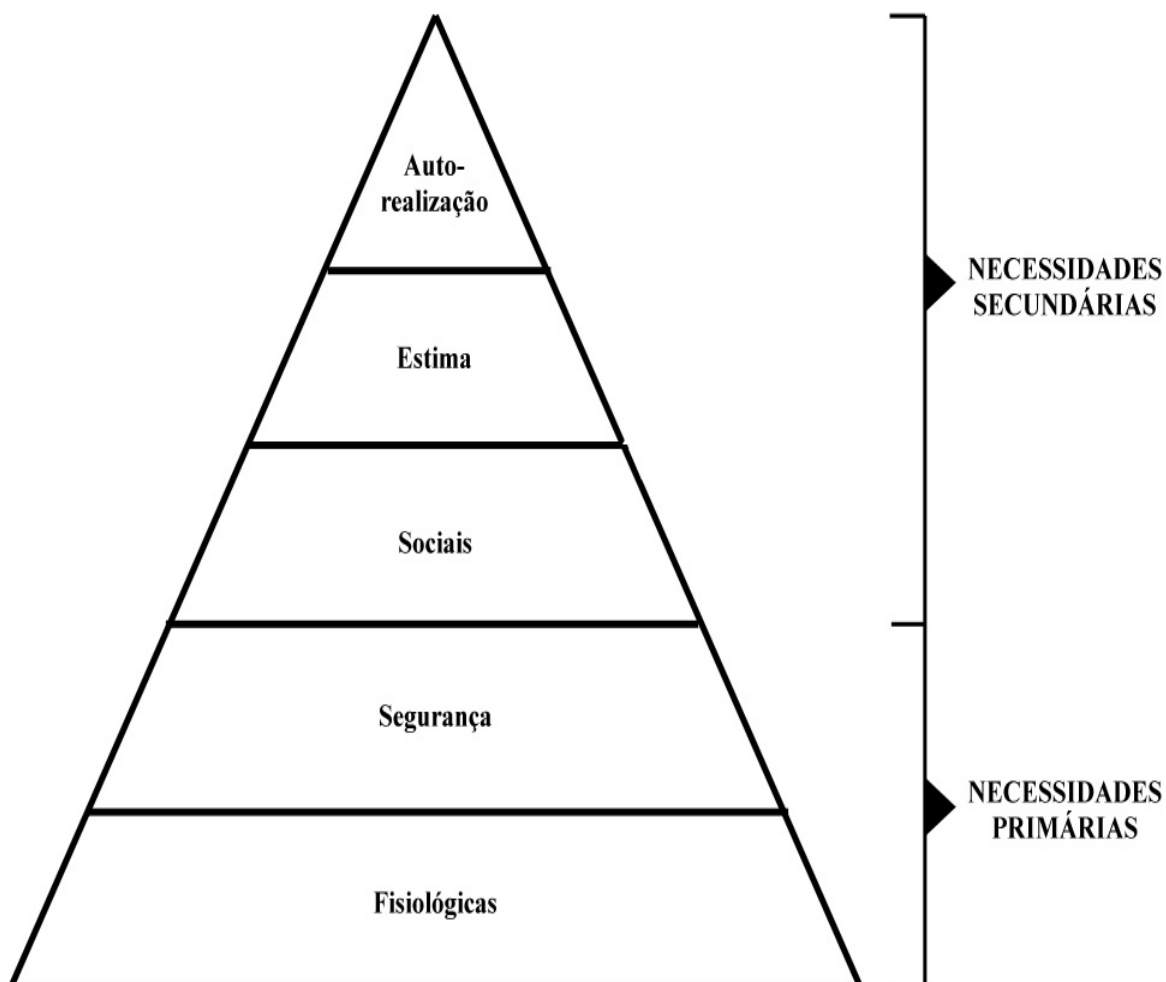 Auto-
realização
Estima
Sociais
Segurança
Fisiológicas
NECESSIDADES
SECUNDÁRIAS
NECESSIDADES
PRIMÁRIAS